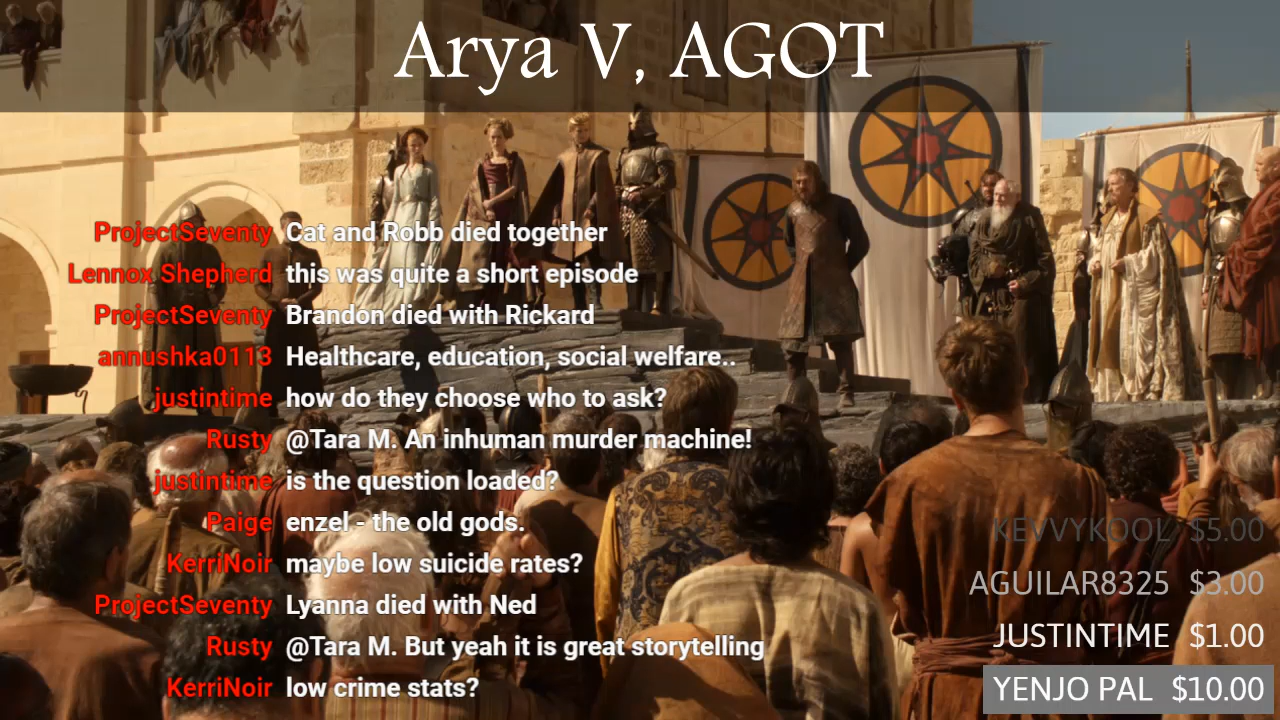 Arya V, AGOT
ProjectSeventy Cat and Robb died together
Lennox Shepherd this was quite a short episode
ProjectSeventy Brandon died with Rickard
annushka0113 Healthcare, education, social welfare..
justintime how do they choose who to ask?
Rusty @Tara M. An inhuman murder machine!
justintime is the question loaded?
Paige enzel - the old gods.
KerriNoir maybe low suicide rates?
ProjectSeventy Lyanna died with Ned
Rusty @Tara M. But yeah it is great storytelling
KerriNoir low crime stats?
KEVVYKOOL $5.00
AGUILAR8325 $3.00
JUSTINTIME $1.00
YENJO PAL $10.00